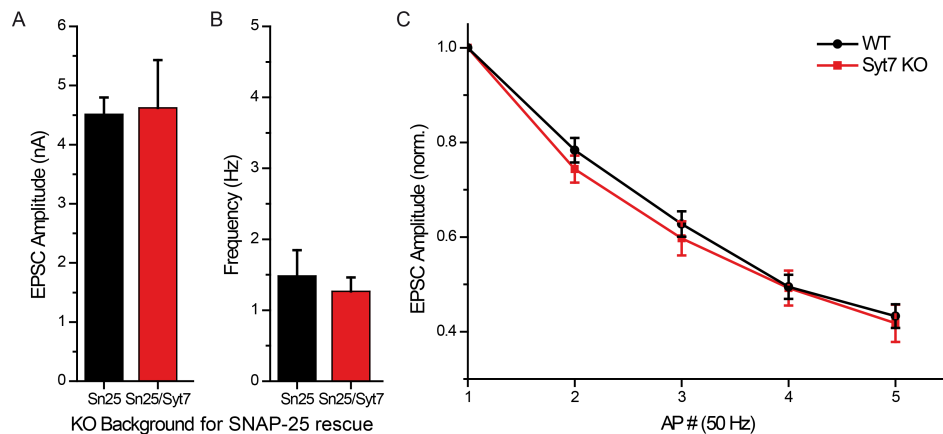 A
B
C
EPSC Amplitude (nA)
6
5
4
3
2
1
0
Sn25 Sn25/Syt7
Frequency (Hz)
5
4
3
2
1
0
Sn25 Sn25/Syt7
KO Background for SNAP-25 rescue
EPSC Amplitude (norm.)
1.0
0.8
0.6
0.4
1 2 3 4 5
AP # (50 Hz)
WT
Syt7 KO